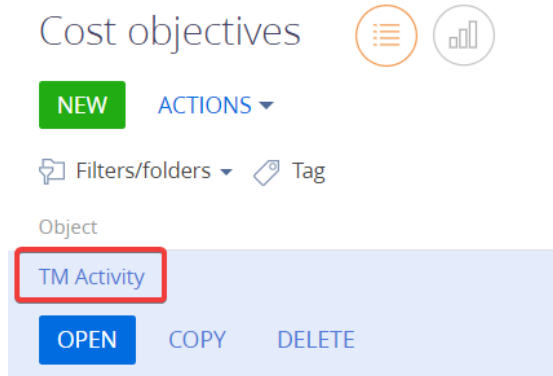 Cost objectives
NEW ACTIONS
Filters/folders Tag
Object
TM Activity
OPEN COPY DELETE